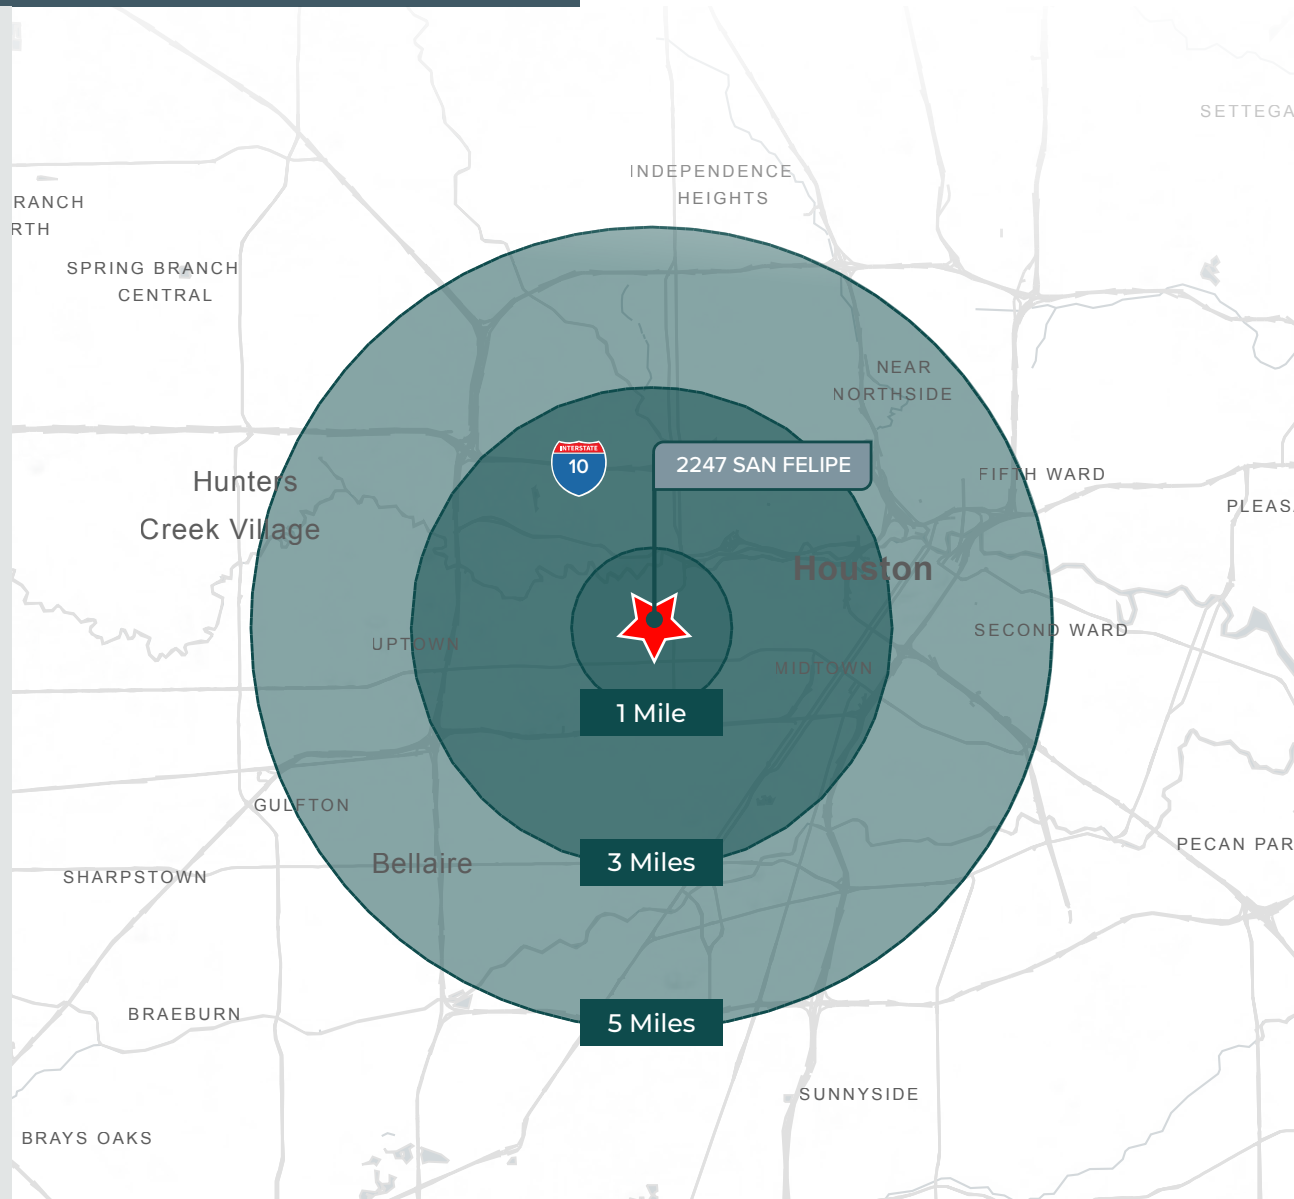 SETTEGA
INDEPENDENCE
HEIGHTS
RANCH
RTH
SPRING BRANCH
CENTRAL
NEAR
NORTHSIDE
INTERSTATE
10
2247 SAN FELIPE
Hunters
Creek Village
FIFTH WARD
PLEAS
Houston
UPTOWN
SECOND WARD
MIDTOWN
1 Mile
GULFTON
Bellaire
3 Miles
SHARPSTOWN
PECAN PAR
BRAEBURN
5 Miles
SUNNYSIDE
BRAYS OAKS